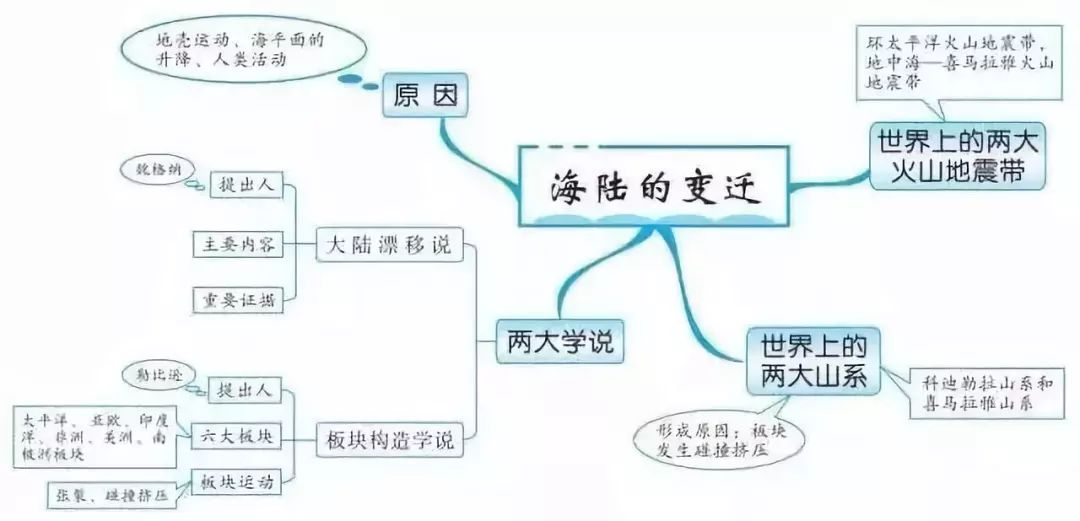 海陆的变迁
原因
地壳运动、海平面的
升降、人类活动
世界上的两大
火山地震带
环太平洋火山地震带,
地中海—喜马拉雅火山
地震带
两大学说
大陆漂移说
提出人
魏格纳
主要内容
重要证据
板块构造学说
提出人
勒比逊
六大板块
太平洋、亚欧、印度
洋、非洲、美洲、南
极洲板块
板块运动
张裂、碰撞挤压
世界上的
两大山系
科迪勒拉山系和
喜马拉雅山系
形成原因:板块
发生碰撞挤压